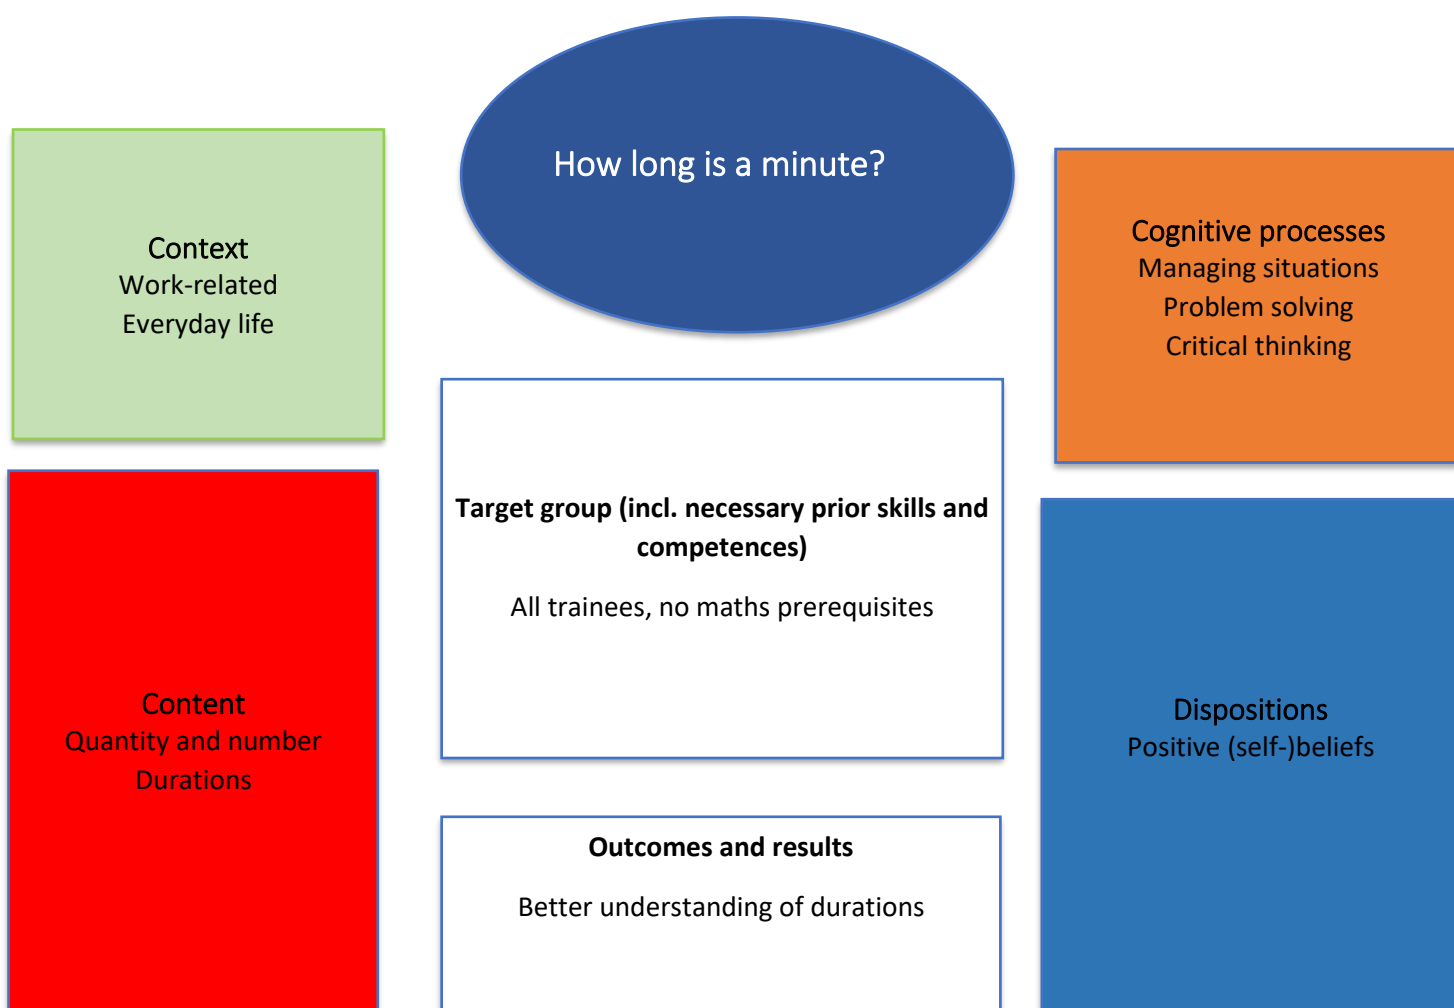 How long is a minute?
Context
Work-related
Everyday life
Cognitive processes
Managing situations
Problem solving
Critical thinking
Target group (incl. necessary prior skills and
competences)
All trainees, no maths prerequisites
Content
Quantity and number
Durations
Dispositions
Positive (self-)beliefs
Outcomes and results
Better understanding of durations